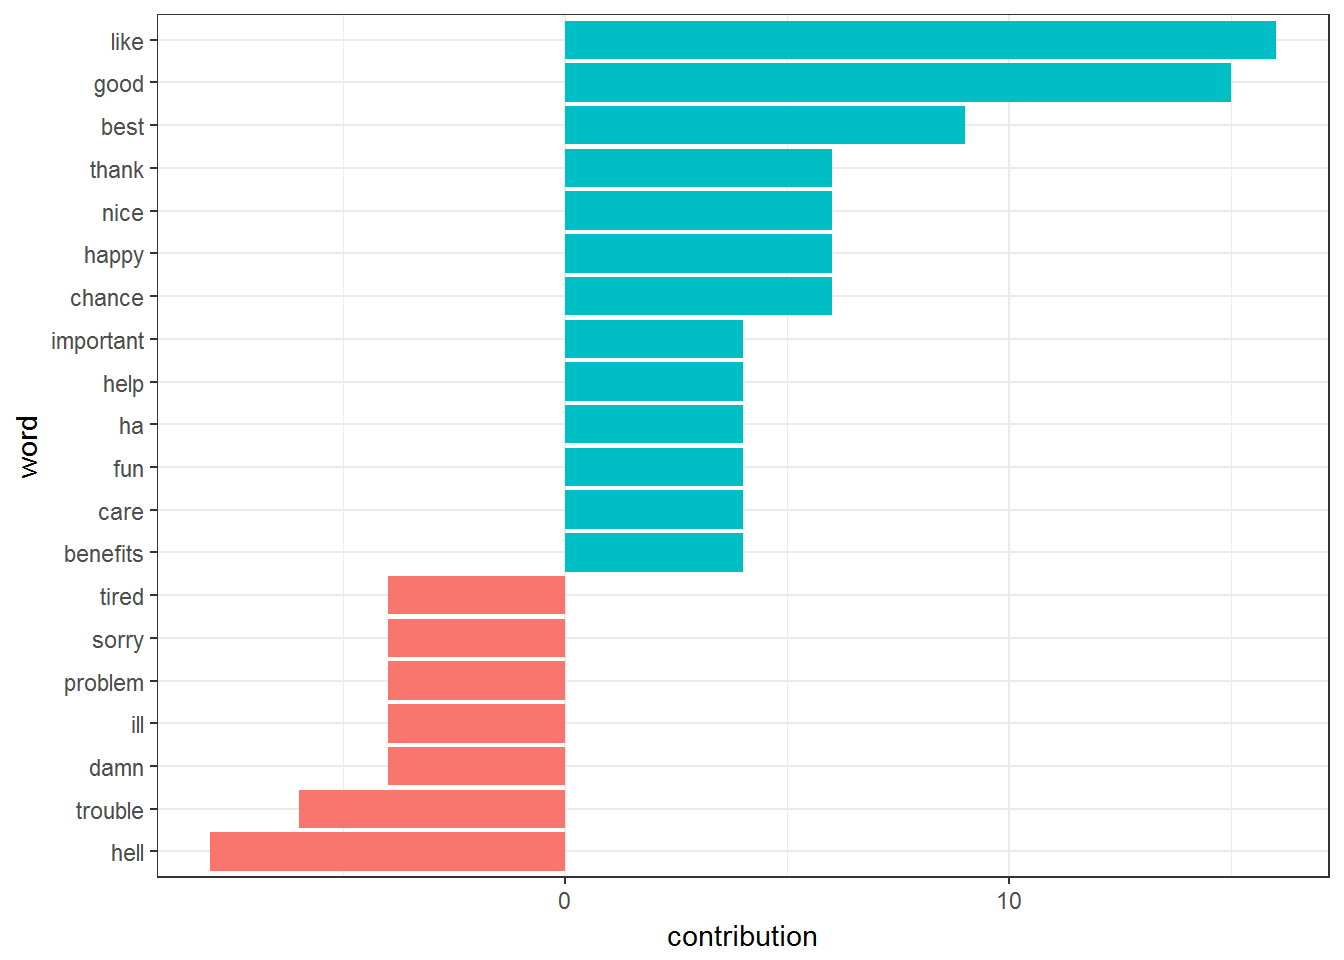 like
good
best
thank
nice
happy
chance
important
help
ha
fun
care
benefits
tired
sorry
problem
ill
damn
trouble
hell
word
0 10
contribution